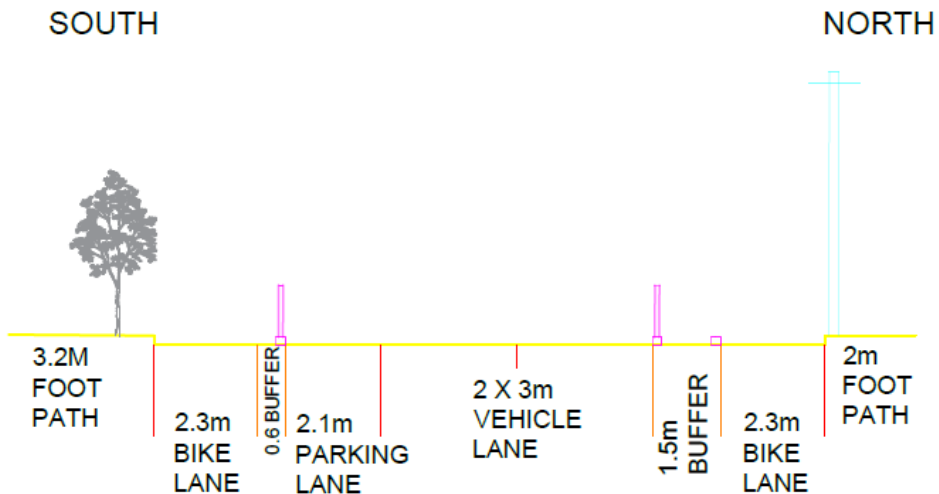 SOUTH
NORTH
3.2M
FOOT
PATH
2.3m
BIKE
LANE
0.6 BUFFER
2.1m
PARKING
LANE
2 X 3m
VEHICLE
LANE
1.5m
BUFFER
2.3m
BIKE
LANE
2m
FOOT
PATH